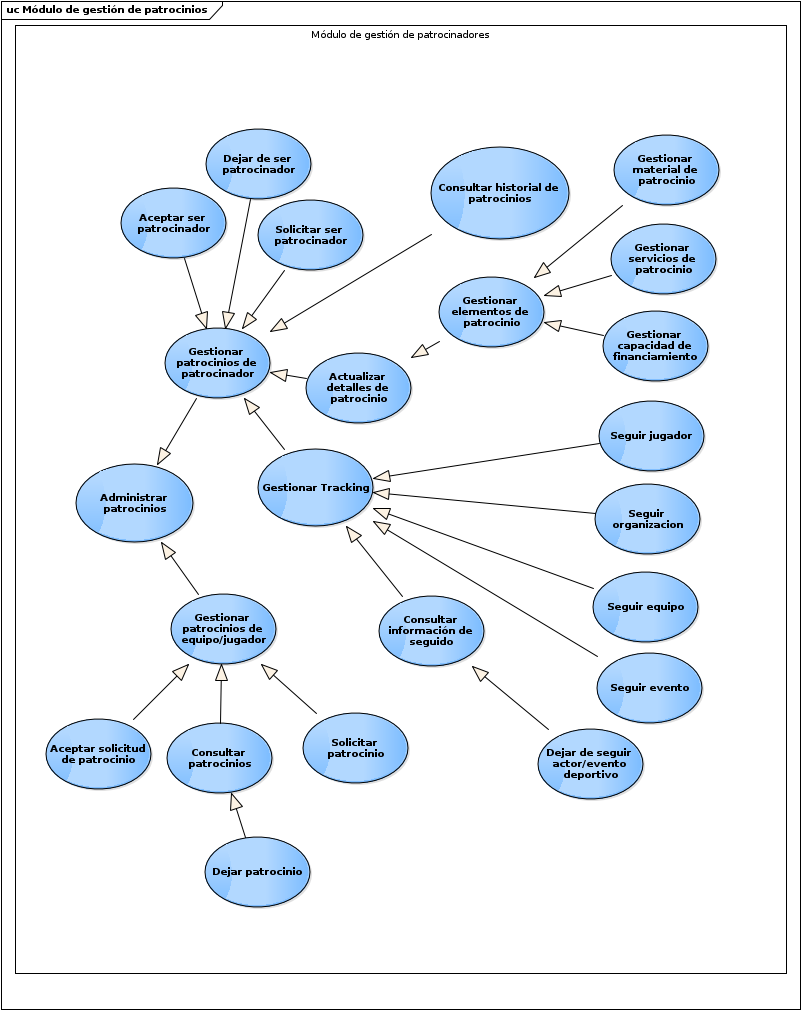 uc Módulo de gestión de patrocinios
Módulo de gestión de patrocinadores
Dejar de ser
patrocinador
Aceptar ser
patrocinador
Solicitar ser
patrocinador
Consultar historial de
patrocinios
Gestionar
material de
patrocinio
Gestionar
servicios de
patrocinio
Gestionar
elementos de
patrocinio
Gestionar
capacidad de
financiamiento
Gestionar
patrocinios de
patrocinador
Actualizar
detalles de
patrocinio
Seguir jugador
Gestionar Tracking
Administrar
patrocinios
Seguir
organizacion
Seguir equipo
Gestionar
patrocinios de
equipo/jugador
Consultar
información de
seguido
Seguir evento
Aceptar solicitud
de patrocinio
Consultar
patrocinios
Solicitar
patrocinio
Dejar de seguir
actor/evento
deportivo
Dejar patrocinio